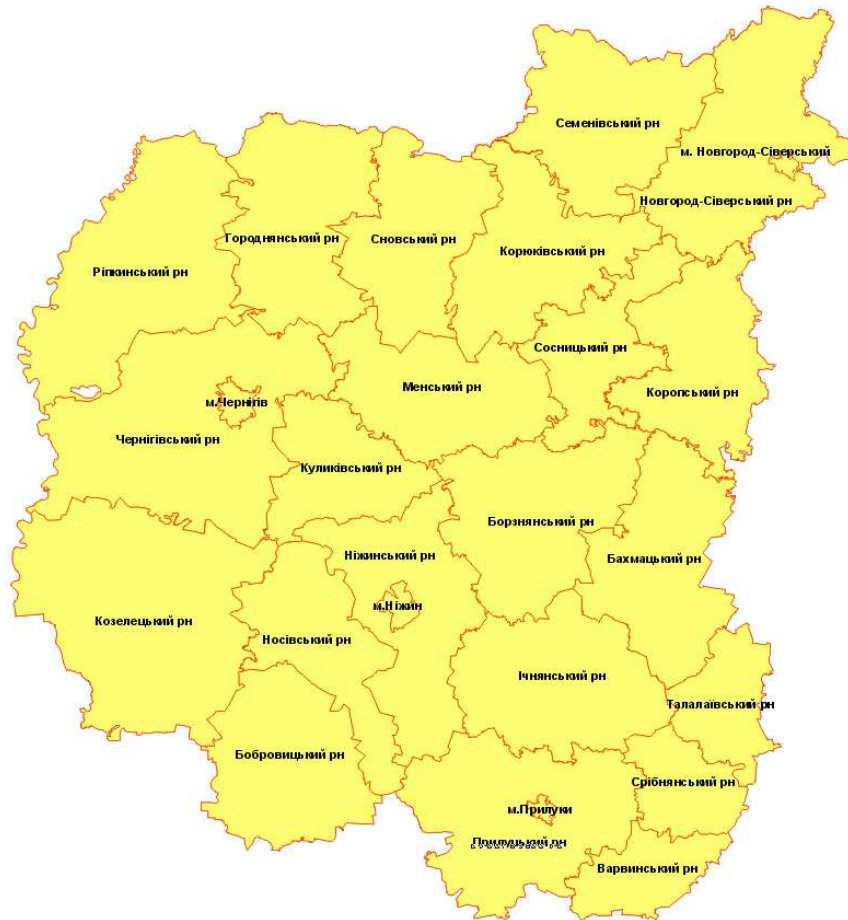 Семенівський рн
м. Новгород-Сіверський
Новгород-Сіверський рн
Городнянський рн
Сновський рн
Корюківський рн
Ріпкинський рн
Сосницький рн
Менський рн
Коропський рн
м.Чернігів
Чернігівський рн
Куликівський рн
Борзнянський рн
Ніжинський рн
Бахмацький рн
м.Ніжин
Козелецький рн
Носівський рн
Ічнянський рн
Талалаївський рн
Бобровицький рн
Срібнянський рн
м.Прилуки
Прилуцький рн
Варвинський рн